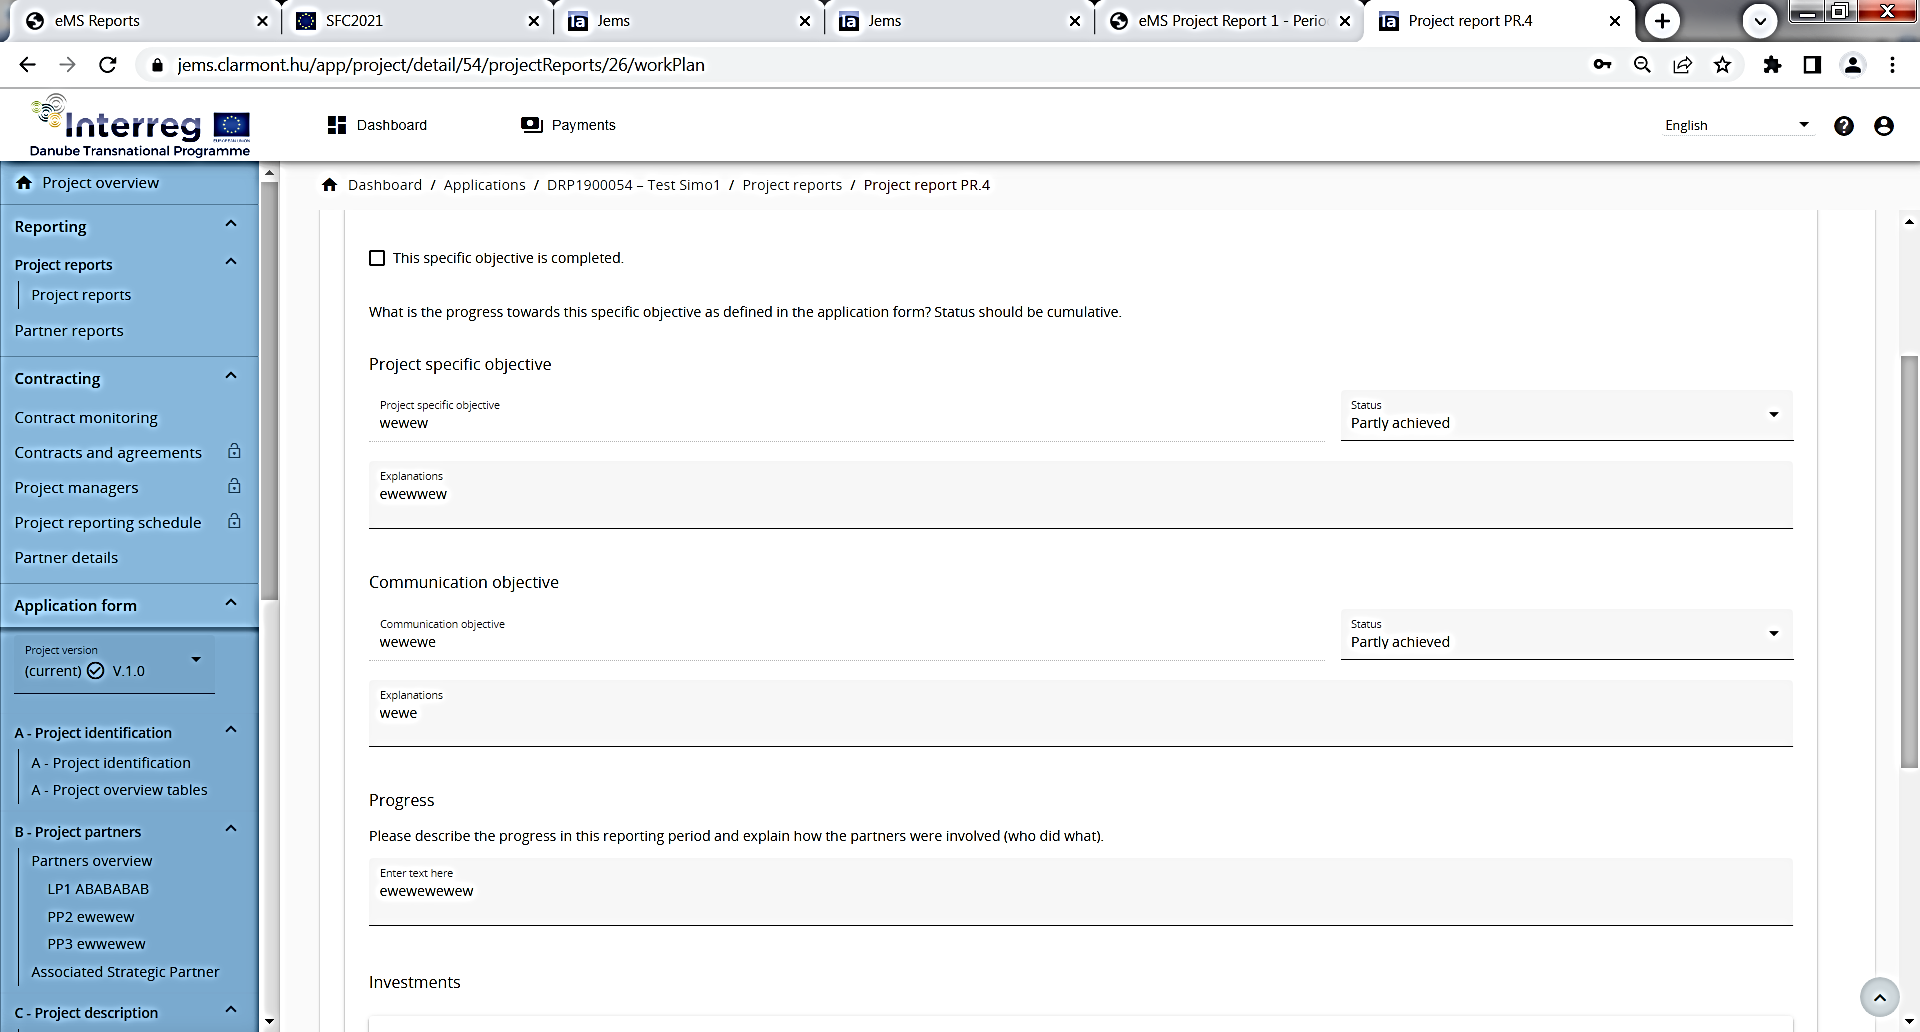 eMS Reports
SFC2021
Jems
Jems
eMS Project Report 1 - Perio
Project report PR.4
jems.clarmont.hu/app/project/detail/54/projectReports/26/workPlan
Interreg
EUROPEAN UNION
Danube Transnational Programme
Dashboard
Payments
English
Project overview
Reporting
Project reports
Project reports
Partner reports
Contracting
Contract monitoring
Contracts and agreements
Project managers
Project reporting schedule
Partner details
Application form
Project version
(current) V.1.0
A - Project identification
A - Project identification
A - Project overview tables
B - Project partners
Partners overview
LP1 ABABABAB
PP2 ewewew
PP3 ewwewew
Associated Strategic Partner
C - Project description
Dashboard / Applications / DRP1900054 – Test Simo1 / Project reports / Project report PR.4
This specific objective is completed.
What is the progress towards this specific objective as defined in the application form? Status should be cumulative.
Project specific objective
Project specific objective
wewew
Status
Partly achieved
Explanations
ewewwew
Communication objective
Communication objective
wewewe
Status
Partly achieved
Explanations
wewe
Progress
Please describe the progress in this reporting period and explain how the partners were involved (who did what).
Enter text here
ewewewewew
Investments